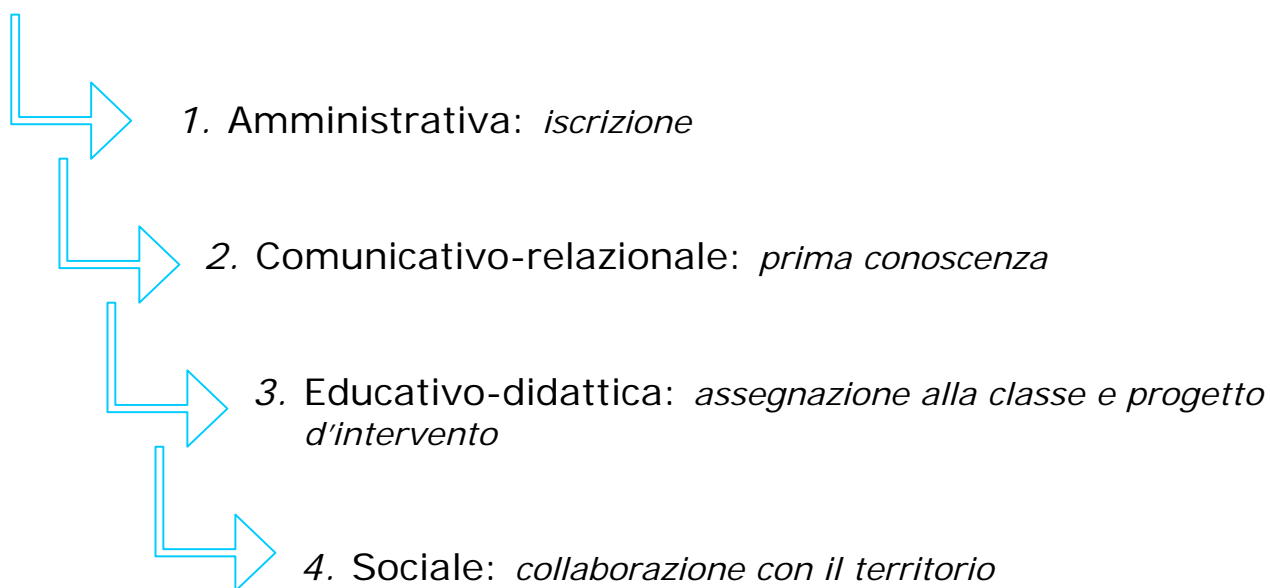 1. Amministrativa: iscrizione
2. Comunicativo-relazionale: prima conoscenza
3. Educativo-didattica: assegnazione alla classe e progetto
d'intervento
4. Sociale: collaborazione con il territorio